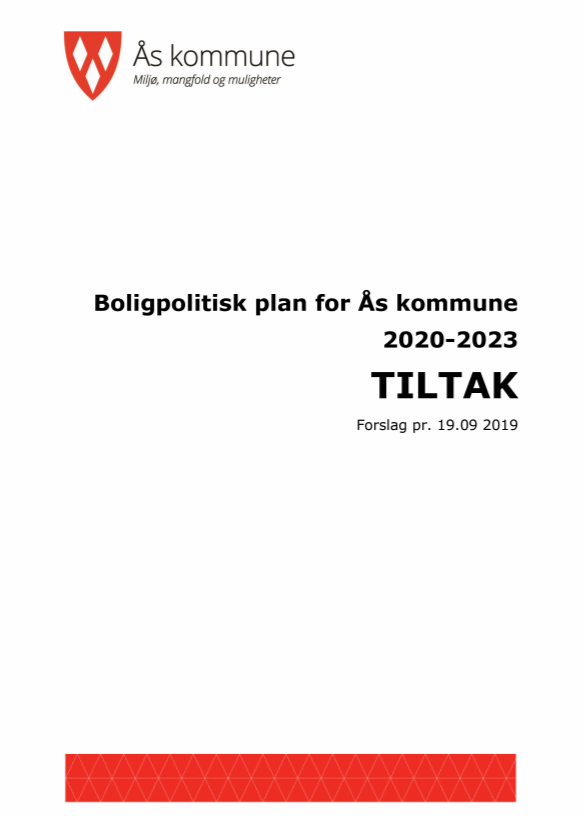 Ås kommune
Miljø, mangfold og muligheter
Boligpolitisk plan for Ås kommune
2020-2023
TILTAK
Forslag pr. 19.09 2019